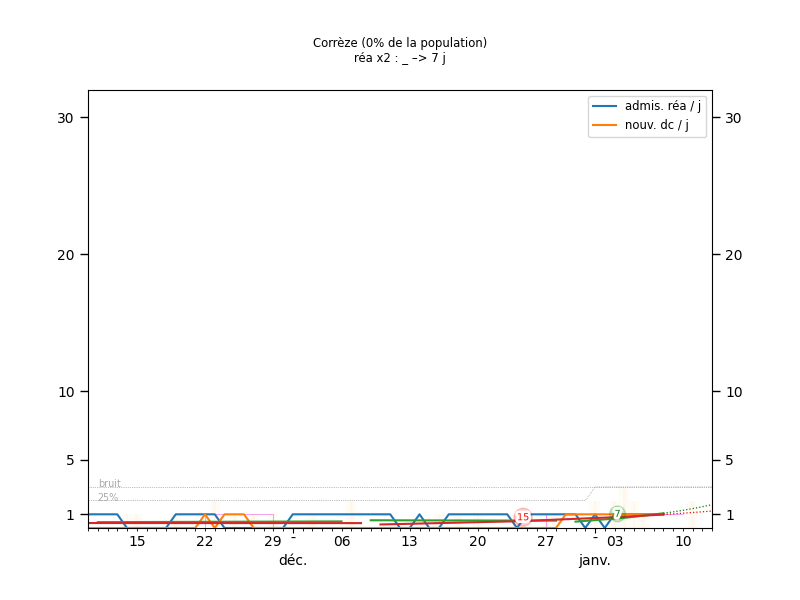 Corrèze (0% de la population)
réa x2 : _ –> 7 j
admis. réa / j
nouv. dc / j
30 30
20 20
10 10
5 5
1 1
bruit
25%
15 7
15 22 29 - 06 13 20 27 - 03 10
déc. janv.